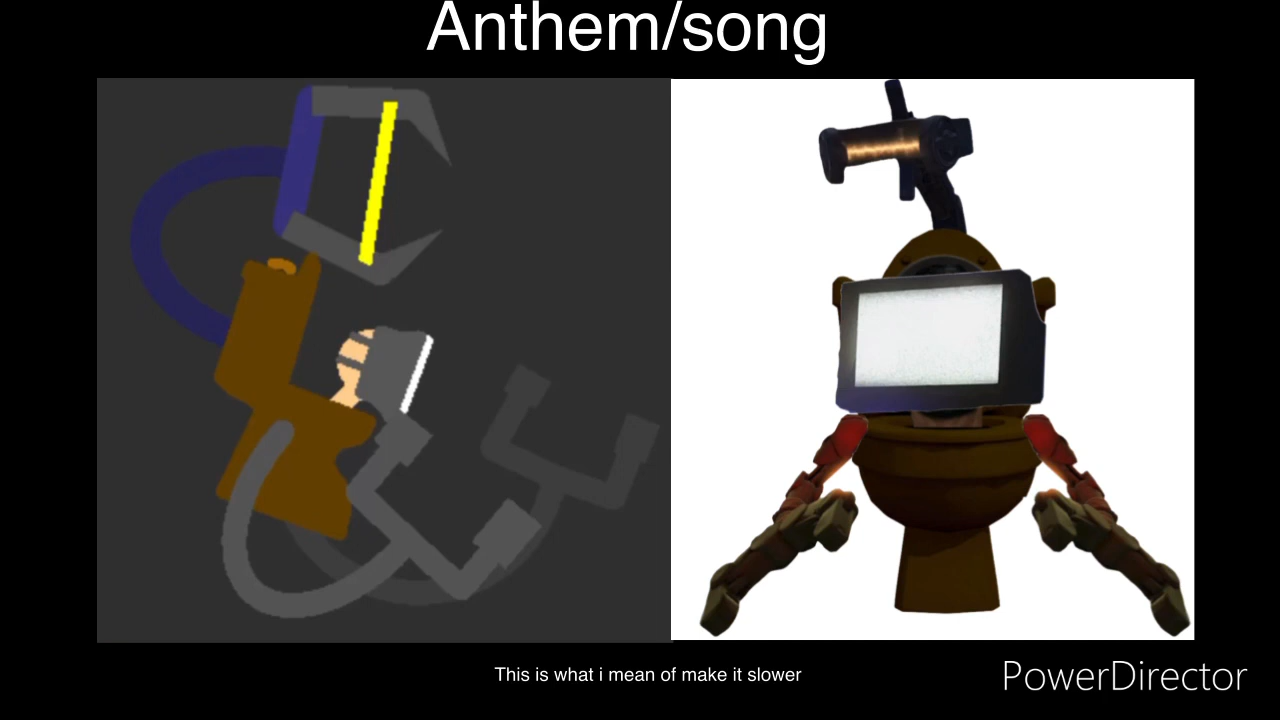 Anthem/song
This is what i mean of make it slower
PowerDirector